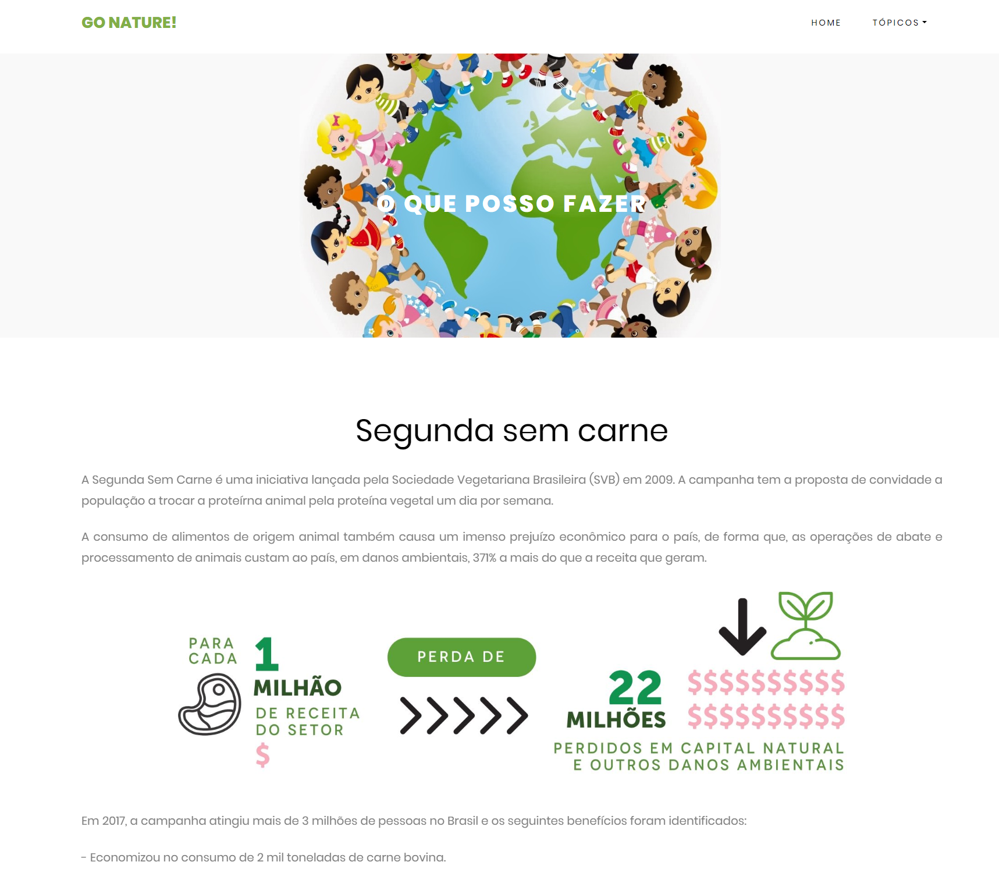 GO NATURE!
HOME
TÓPICOS
O QUE POSSO FAZER
Segunda sem carne
A Segunda Sem Carne é uma iniciativa lançada pela Sociedade Vegetariana Brasileira (SVB) em 2009. A campanha tem a proposta de convidade a
população a trocar a proteírna animal pela proteína vegetal um dia por semana.
A consumo de alimentos de origem animal também causa um imenso prejuízo econômico para o país, de forma que, as operações de abate e
processamento de animais custam ao país, em danos ambientais, 371% a mais do que a receita que geram.
PARA
CADA
1
MILHÃO
DE RECEITA
DO SETOR
$
PERDA DE
22
MILHÕES
$$$$$$$$$$
$$$$$$$$$$
PERDIDOS EM CAPITAL NATURAL
E OUTROS DANOS AMBIENTAIS
Em 2017, a campanha atingiu mais de 3 milhões de pessoas no Brasil e os seguintes benefícios foram identificados:
- Economizou no consumo de 2 mil toneladas de carne bovina.